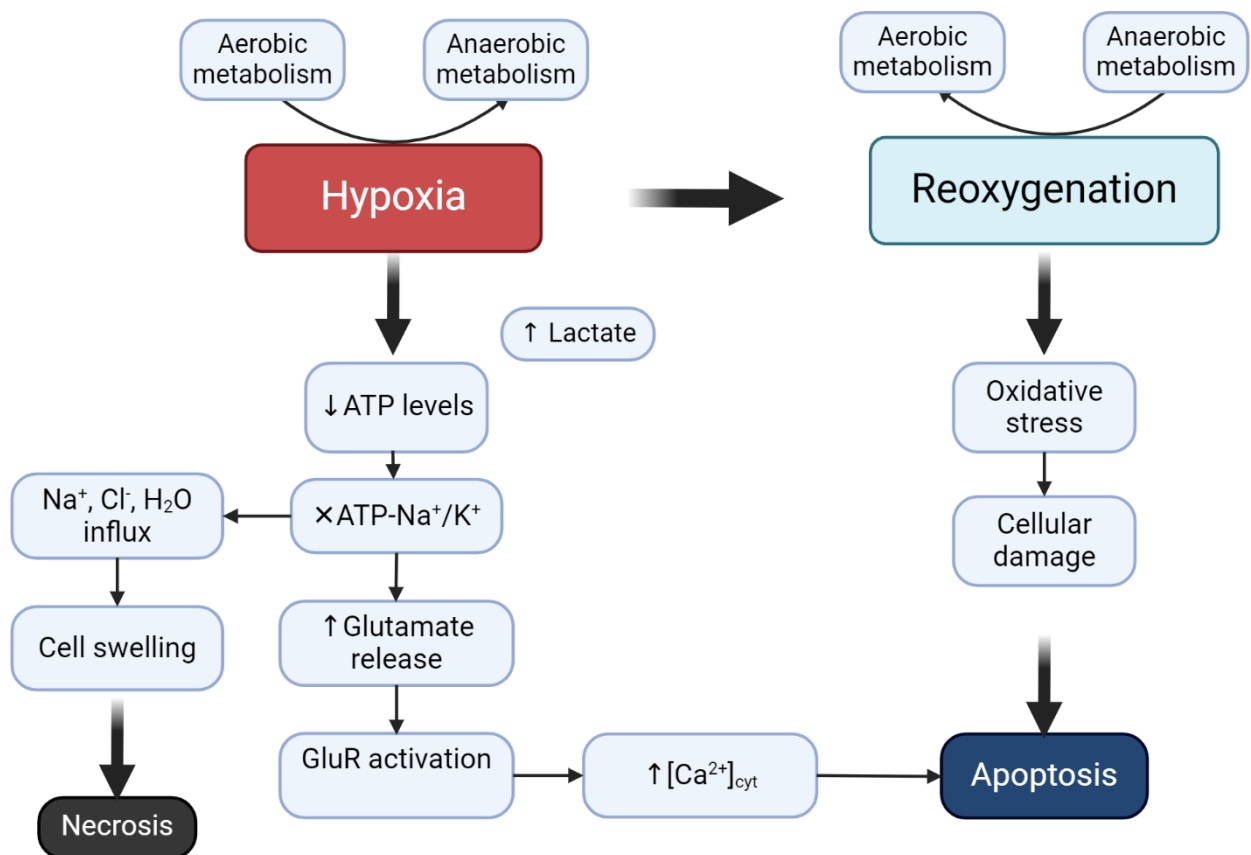 Aerobic
metabolism
Anaerobic
metabolism
Aerobic
metabolism
Anaerobic
metabolism
Hypoxia
Reoxygenation
↑ Lactate
↓ATP levels
Oxidative
stress
Na⁺, Cl⁻, H₂O
influx
×ATP-Na⁺/K⁺
Cellular
damage
Cell swelling
↑Glutamate
release
GluR activation
↑[Ca²⁺]cyt
Apoptosis
Necrosis